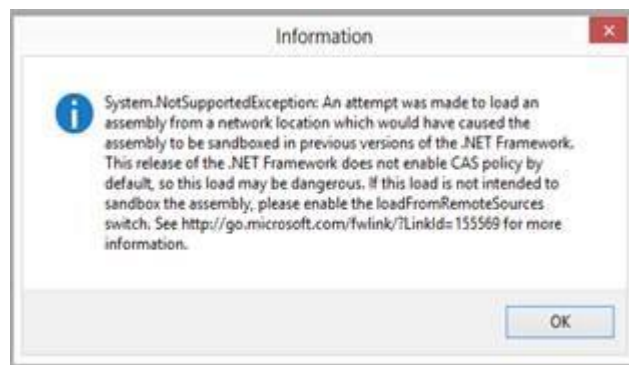 Information
System.NotSupportedException: An attempt was made to load an
assembly from a network location which would have caused the
assembly to be sandboxed in previous versions of the .NET Framework.
This release of the .NET Framework does not enable CAS policy by
default, so this load may be dangerous. If this load is not intended to
sandbox the assembly, please enable the loadFromRemoteSources
switch. See http://go.microsoft.com/fwlink/?LinkId=155569 for more
information.
OK